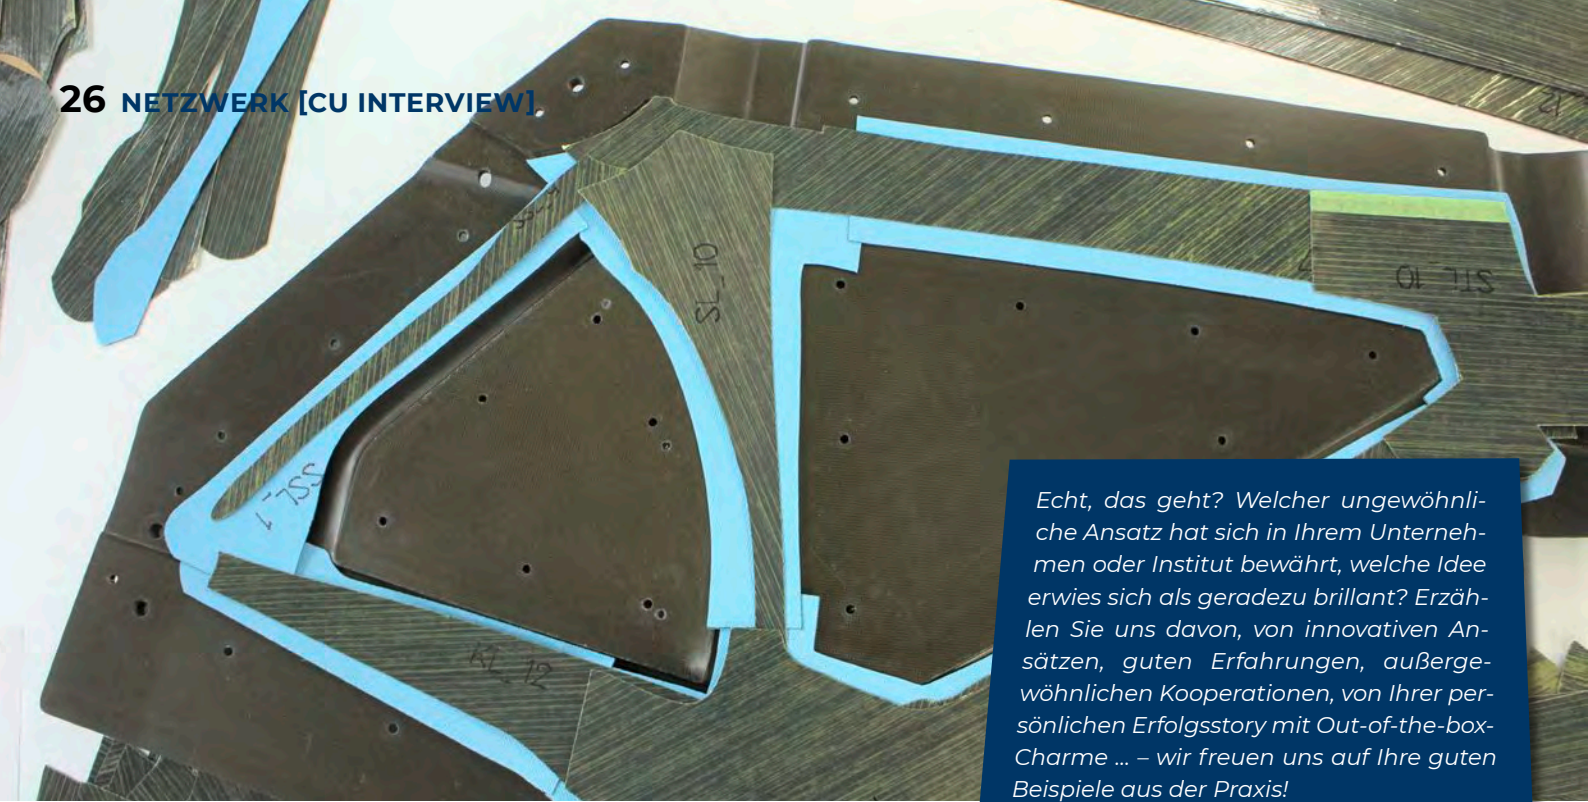 26 NETZWERK [CU INTERVIEW]
SL_10
STL_10
SSL_1
KL_12
Echt, das geht? Welcher ungewöhnli-
che Ansatz hat sich in Ihrem Unterneh-
men oder Institut bewährt, welche Idee
erwies sich als geradezu brillant? Erzäh-
len Sie uns davon, von innovativen An-
sätzen, guten Erfahrungen, außerge-
wöhnlichen Kooperationen, von Ihrer per-
sönlichen Erfolgsstory mit Out-of-the-box-
Charme ... – wir freuen uns auf Ihre guten
Beispiele aus der Praxis!